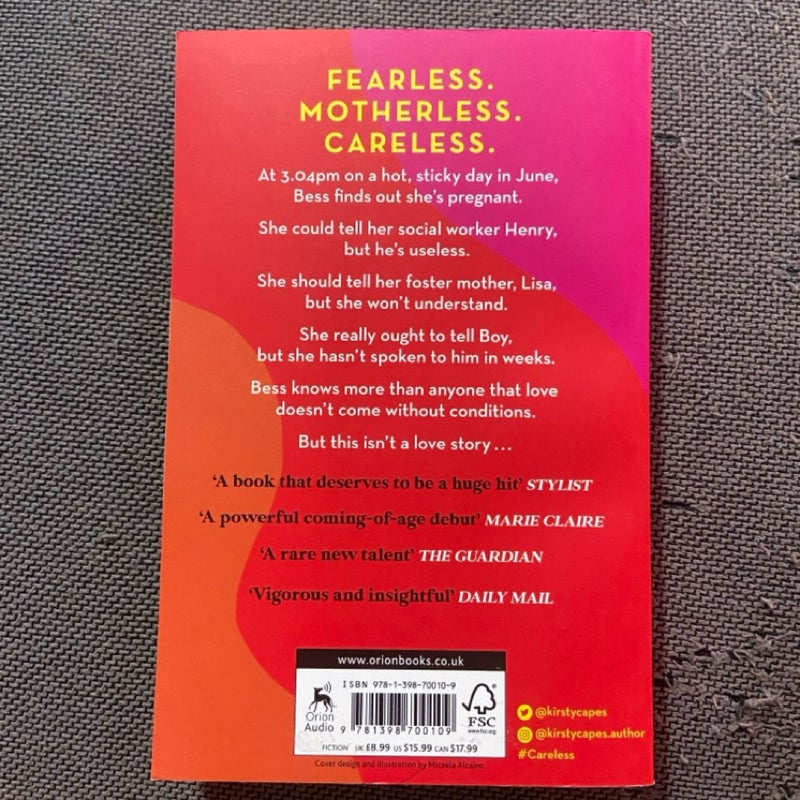 FEARLESS.
MOTHERLESS.
CARELESS.
At 3.04pm on a hot, sticky day in June,
Bess finds out she's pregnant.
She could tell her social worker Henry,
but he's useless.
She should tell her foster mother, Lisa,
but she won't understand.
She really ought to tell Boy,
but she hasn't spoken to him in weeks.
Bess knows more than anyone that love
doesn't come without conditions.
But this isn't a love story...
'A book that deserves to be a huge hit' STYLIST
'A powerful coming-of-age debut' MARIE CLAIRE
'A rare new talent' THE GUARDIAN
'Vigorous and insightful' DAILY MAIL
www.orionbooks.co.uk
ISBN 978-1-398-70010-9
Orion
Audio
9 781398 700109
FSC
www.fsc.org
FICTION UK £8.99 US $15.99 CAN $17.99
Cover design and illustration by Micaela Alcaino
@kirstycapes
@kirstycapes.author
#Careless